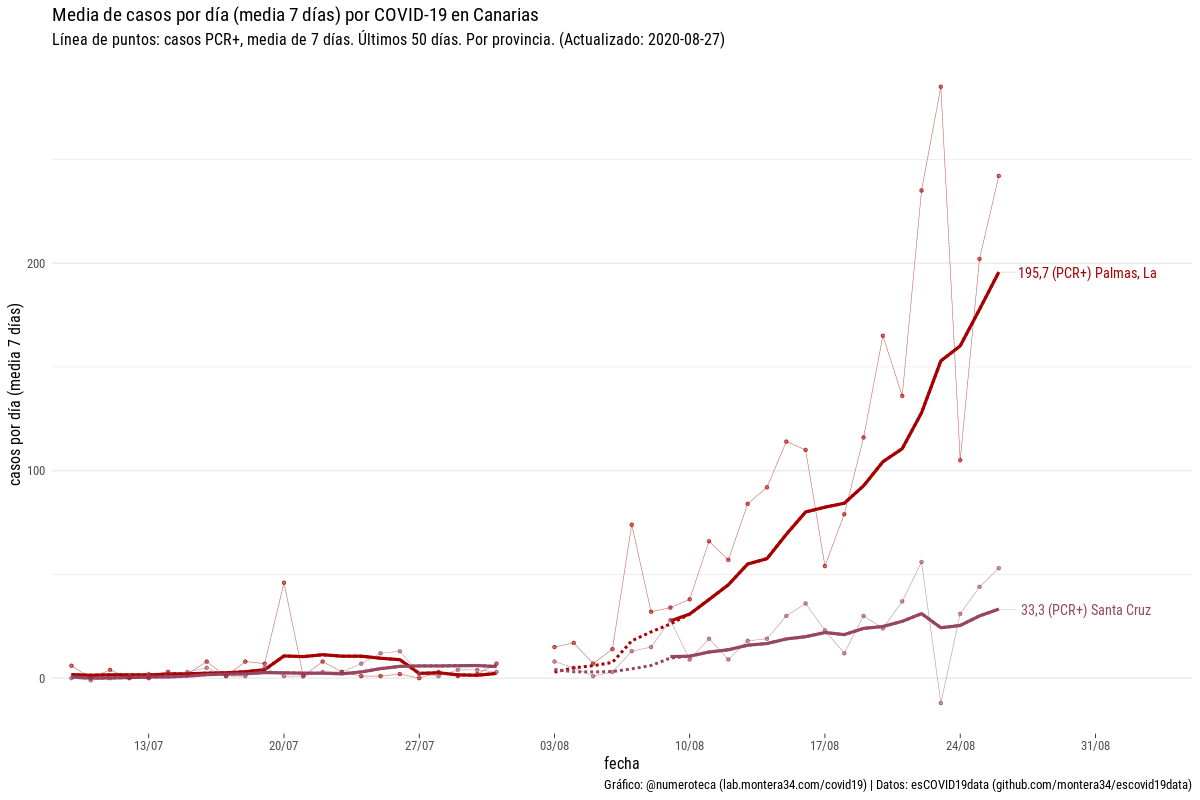 Media de casos por día (media 7 días) por COVID-19 en Canarias
Línea de puntos: casos PCR+, media de 7 días. Últimos 50 días. Por provincia. (Actualizado: 2020-08-27)
casos por día (media 7 días)
200
100
0
195,7 (PCR+) Palmas, La
33,3 (PCR+) Santa Cruz
13/07
20/07
27/07
03/08
10/08
17/08
24/08
31/08
fecha
Gráfico: @numeroteca (lab.montera34.com/covid19) | Datos: esCOVID19data (github.com/montera34/escovid19data)